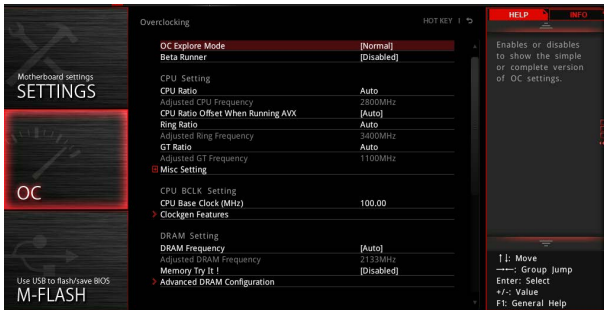 Overclocking
HOT KEY |
HELP
INFO
OC Explore Mode [Normal]
Beta Runner [Disabled]
CPU Setting
CPU Ratio Auto
Adjusted CPU Frequency 2800MHz
CPU Ratio Offset When Running AVX [Auto]
Ring Ratio Auto
Adjusted Ring Frequency 3400MHz
GT Ratio Auto
Adjusted GT Frequency 1100MHz
Misc Setting
CPU BCLK Setting
CPU Base Clock (MHz) 100.00
Clockgen Features
DRAM Setting
DRAM Frequency [Auto]
Adjusted DRAM Frequency 2133MHz
Memory Try It ! [Disabled]
Advanced DRAM Configuration
Motherboard settings
SETTINGS
OC
Use USB to flash/save BIOS
M-FLASH
Enables or disables
to show the simple
or complete version
of OC settings.
↑↓: Move
→←: Group Jump
Enter: Select
+/-: Value
F1: General Help